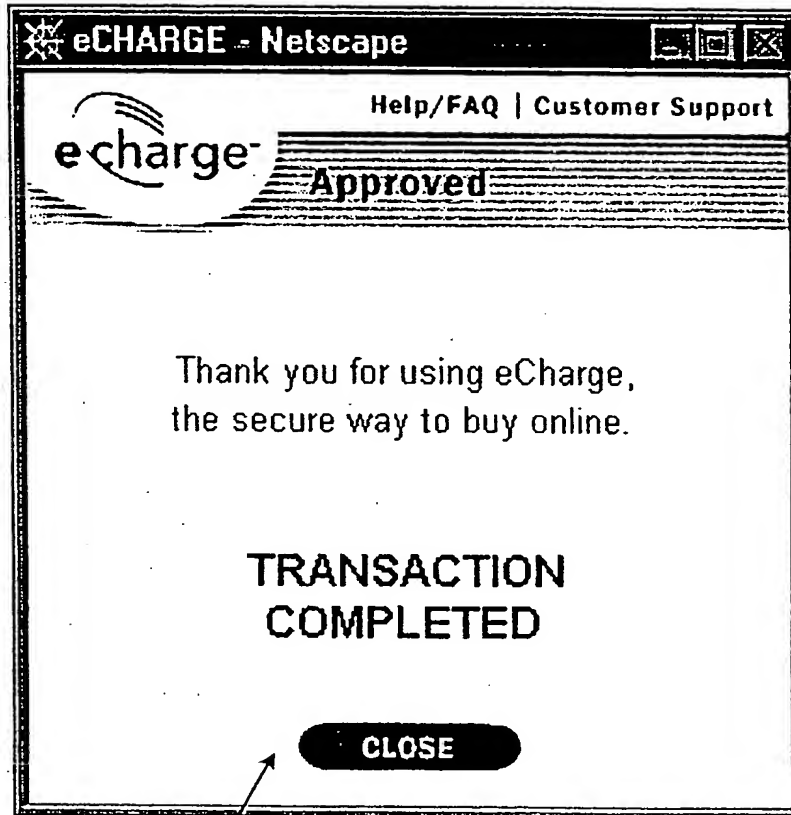 eCHARGE - Netscape
Help/FAQ | Customer Support
echarge
Approved
Thank you for using eCharge,
the secure way to buy online.
TRANSACTION
COMPLETED
CLOSE